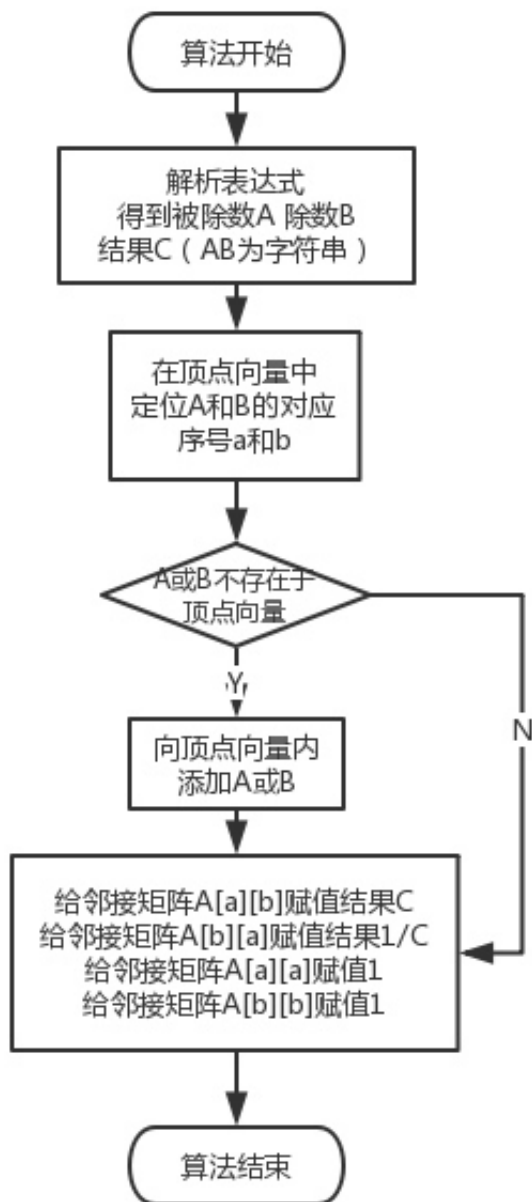 算法开始
解析表达式
得到被除数A 除数B
结果C（AB为字符串）
在顶点向量中
定位A和B的对应
序号a和b
A或B不存在于
顶点向量
Y
N
向顶点向量内
添加A或B
给邻接矩阵A[a][b]赋值结果C
给邻接矩阵A[b][a]赋值结果1/C
给邻接矩阵A[a][a]赋值1
给邻接矩阵A[b][b]赋值1
算法结束